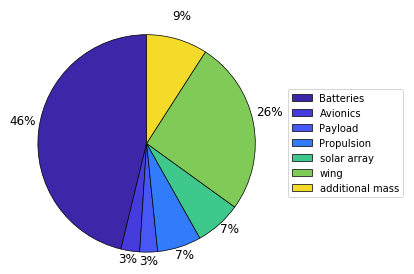 9%
46%
26%
7%
3%
3%
7%
Batteries
Avionics
Payload
Propulsion
solar array
wing
additional mass